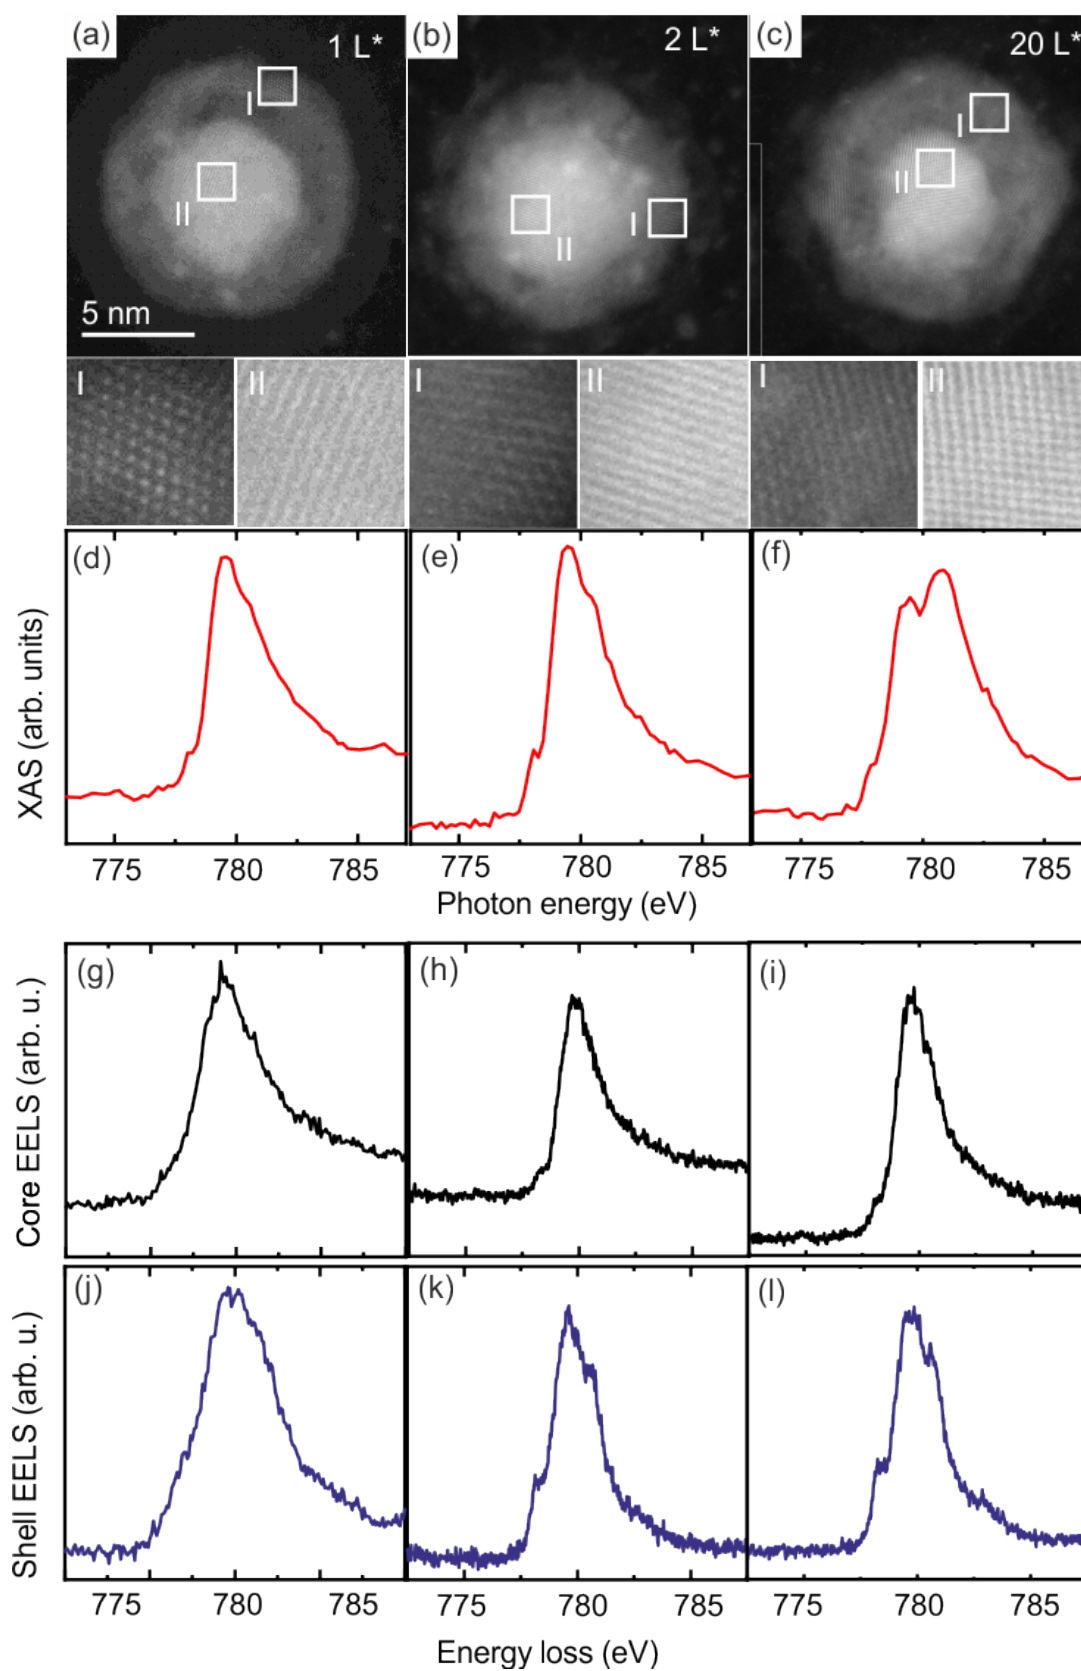 (a) 1 L* (b) 2 L* (c) 20 L*
I I I
II II II
5 nm
I II I II I II
(d) (e) (f)
XAS (arb. units)
775 780 785 775 780 785 775 780 785
Photon energy (eV)
(g) (h) (i)
Core EELS (arb. u.)
(j) (k) (l)
Shell EELS (arb. u.)
775 780 785 775 780 785 775 780 785
Energy loss (eV)